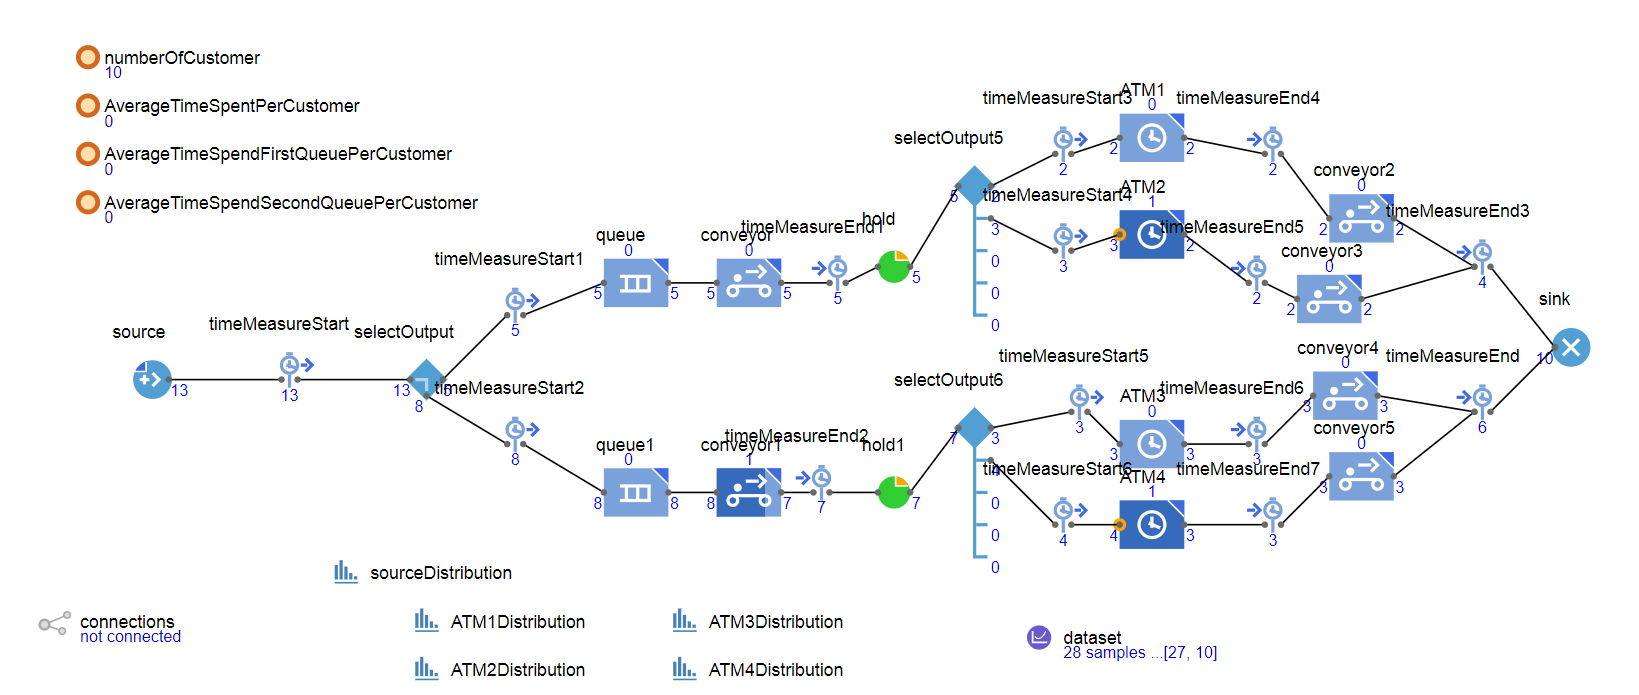 numberOfCustomer
10
AverageTimeSpentPerCustomer
0
AverageTimeSpendFirstQueuePerCustomer
0
AverageTimeSpendSecondQueuePerCustomer
0
source
13
timeMeasureStart
13
selectOutput
13
5
8
timeMeasureStart1
5
queue
0
5
5
conveyor
0
5
5
timeMeasureEnd1
5
hold
5
timeMeasureStart2
8
queue1
0
8
8
conveyor1
1
8
7
timeMeasureEnd2
7
hold1
7
selectOutput5
5
2
3
0
0
0
timeMeasureStart3
2
ATM1
0
2
2
timeMeasureEnd4
2
conveyor2
0
2
2
timeMeasureStart4
3
ATM2
1
3
2
timeMeasureEnd5
2
conveyor3
0
2
2
timeMeasureEnd3
4
sink
10
selectOutput6
7
3
4
0
0
0
timeMeasureStart5
3
ATM3
0
3
3
timeMeasureEnd6
3
conveyor4
0
3
3
timeMeasureEnd
6
timeMeasureStart6
4
ATM4
1
4
3
timeMeasureEnd7
3
conveyor5
0
3
3
sourceDistribution
connections
not connected
ATM1Distribution
ATM3Distribution
ATM2Distribution
ATM4Distribution
dataset
28 samples ...[27, 10]